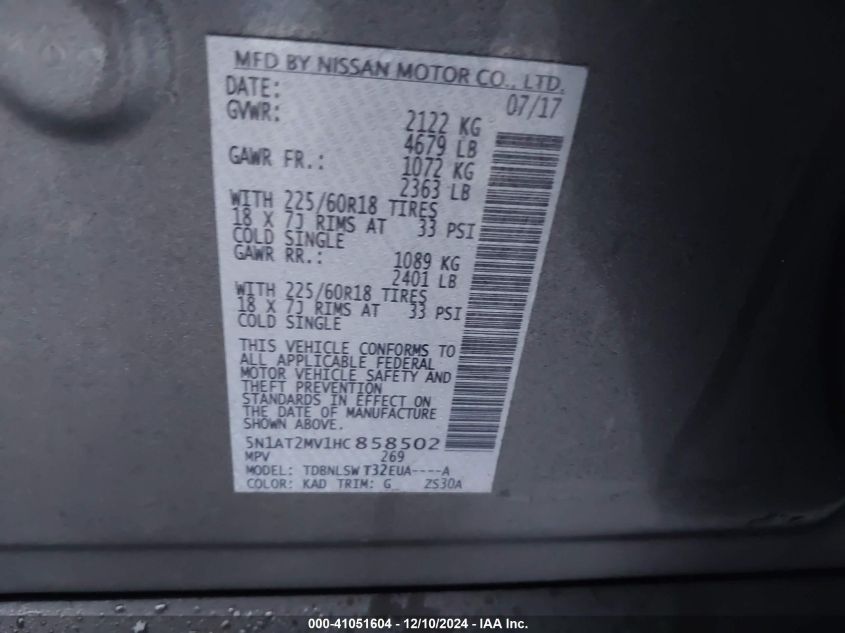 MFD BY NISSAN MOTOR CO., LTD.
DATE: 07/17
GVWR: 2122 KG
4679 LB
GAWR FR.: 1072 KG
2363 LB
WITH 225/60R18 TIRES
18 X 7J RIMS AT 33 PSI
COLD SINGLE
GAWR RR.: 1089 KG
2401 LB
WITH 225/60R18 TIRES
18 X 7J RIMS AT 33 PSI
COLD SINGLE
THIS VEHICLE CONFORMS TO
ALL APPLICABLE FEDERAL
MOTOR VEHICLE SAFETY AND
THEFT PREVENTION
STANDARDS IN EFFECT ON
THE DATE OF MANUFACTURE
SHOWN ABOVE.
5N1AT2MV1HC858502
MPV 269
MODEL: TDBNLSW T32EUA----A
COLOR: KAD TRIM: G_ ZS30A
000-41051604 - 12/10/2024 - IAA Inc.